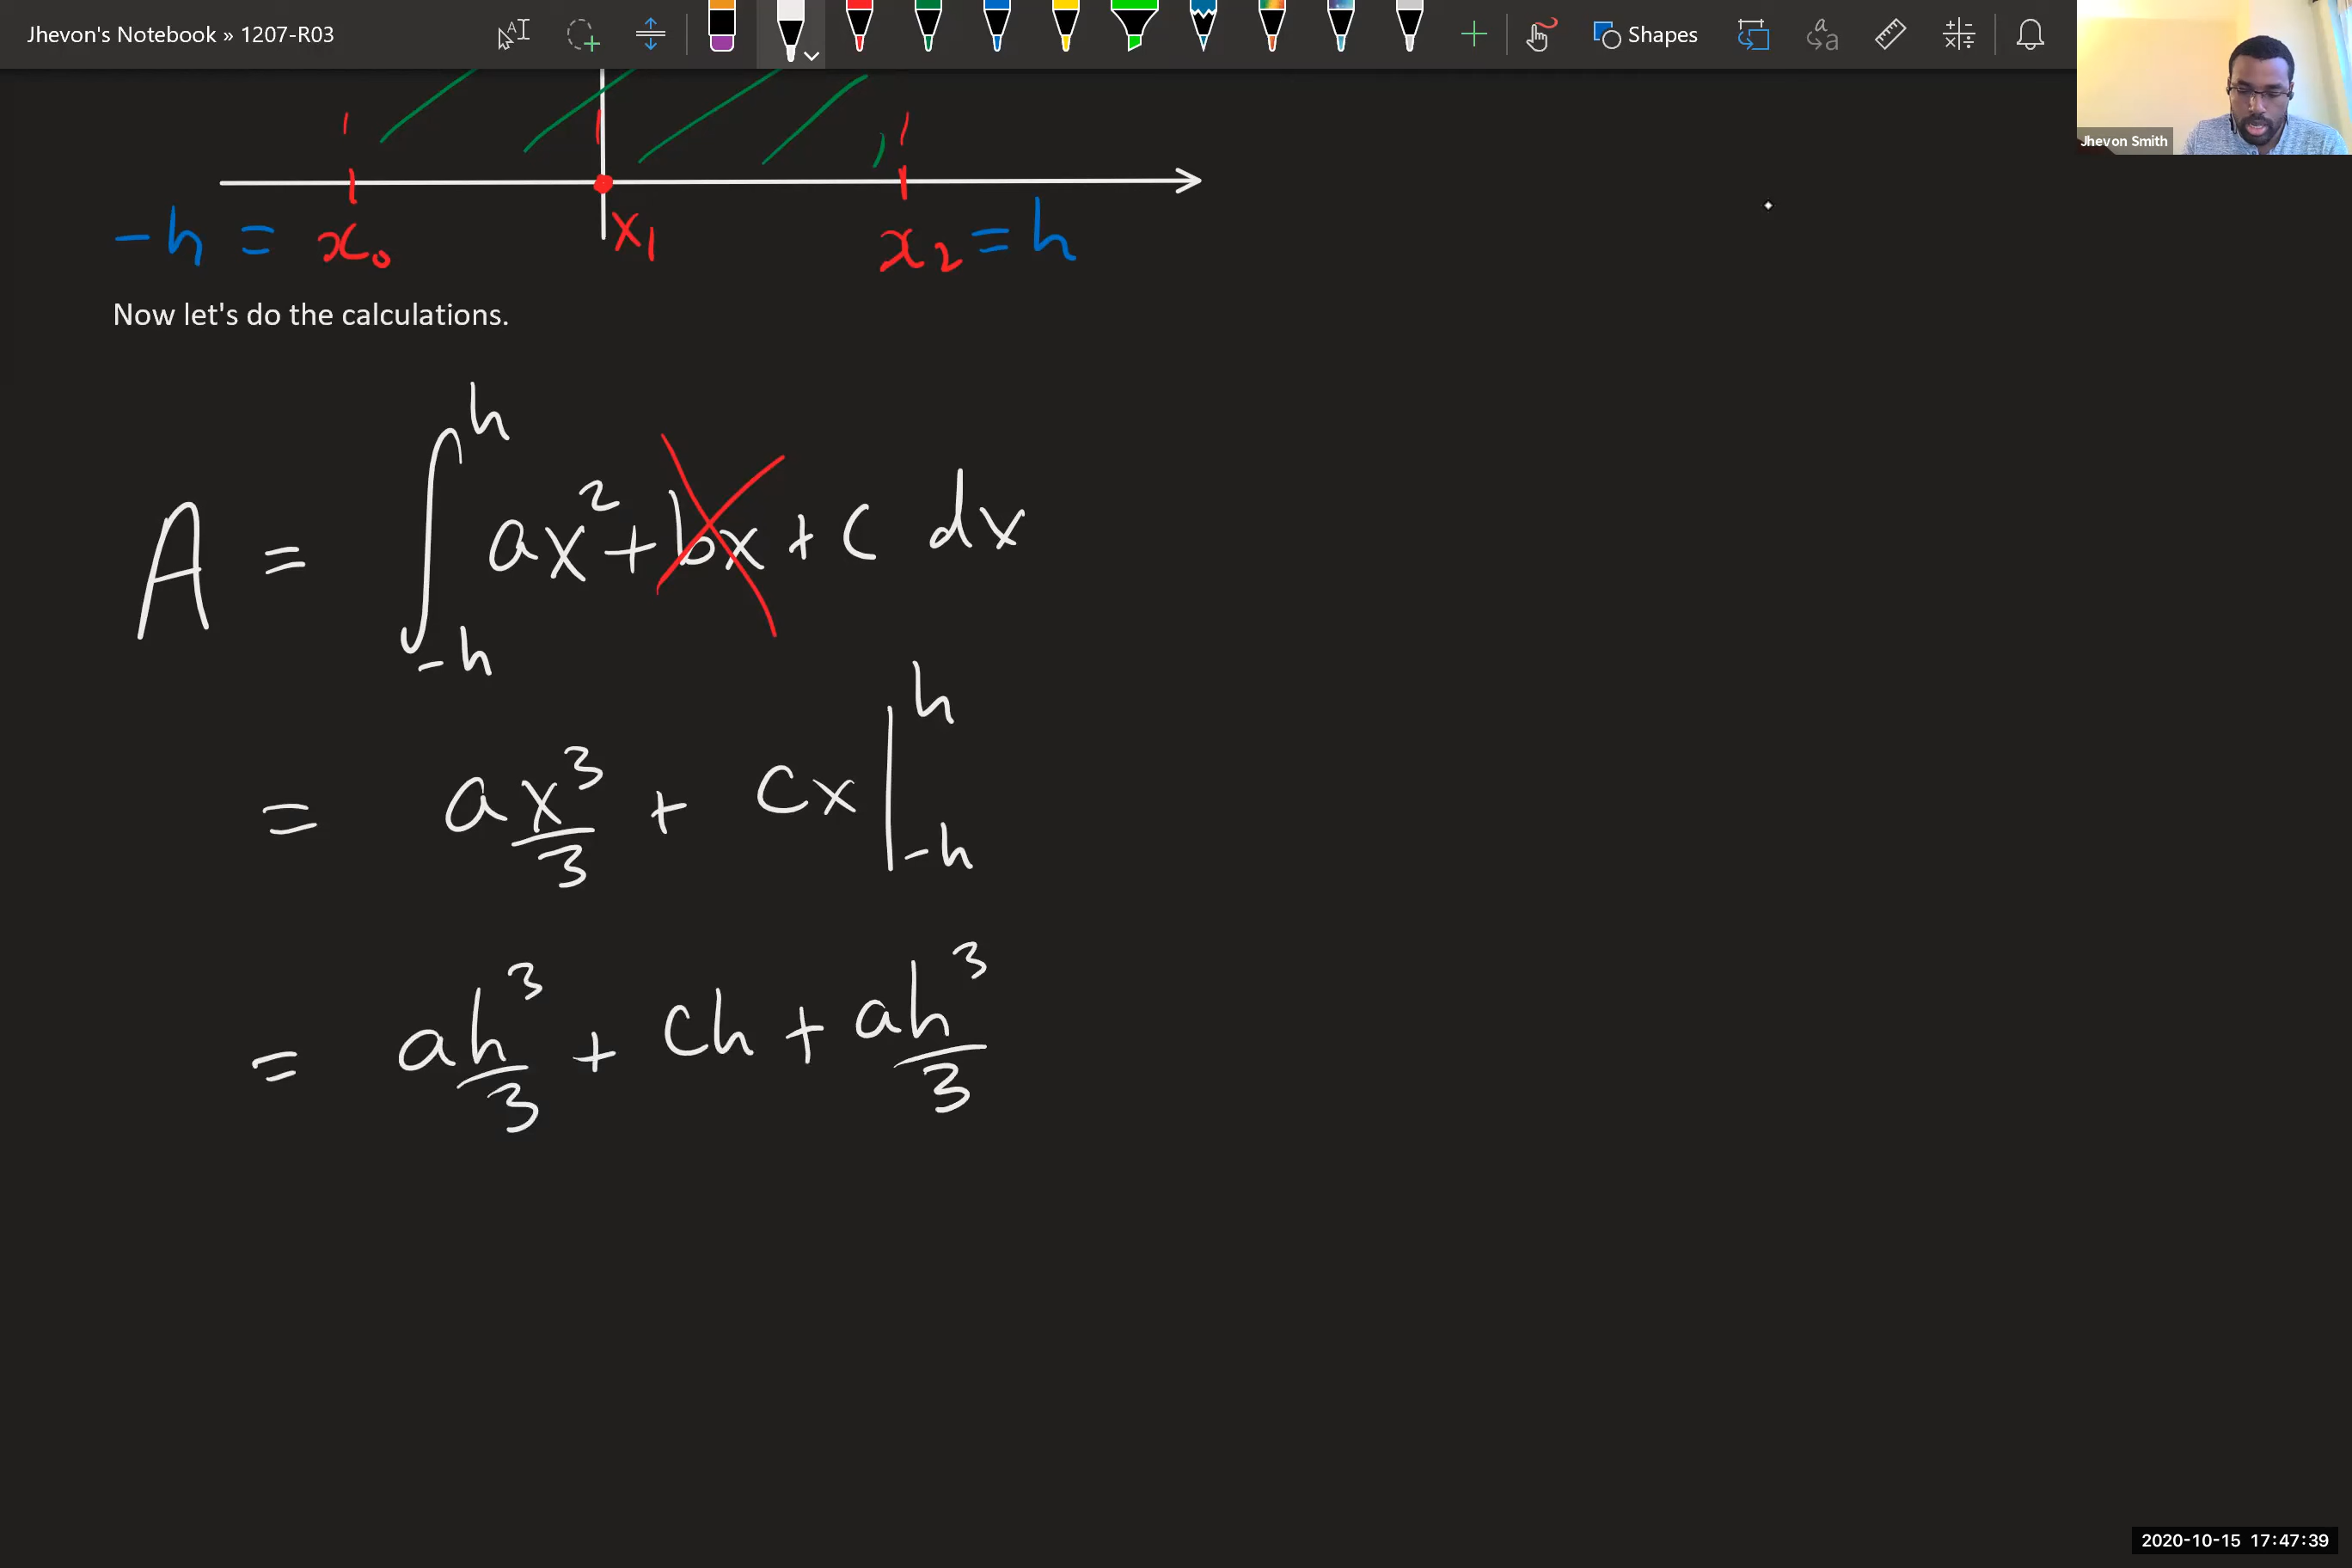 Jhevon's Notebook » 1207-R03
Shapes
Jhevon Smith
-h = x₀ x₁ x₂ = h
Now let's do the calculations.
A = ∫_{-h}^{h} ax² + bx + c dx
= ax³/3 + cx |_{-h}^{h}
= ah³/3 + ch + ah³/3
2020-10-15 17:47:39